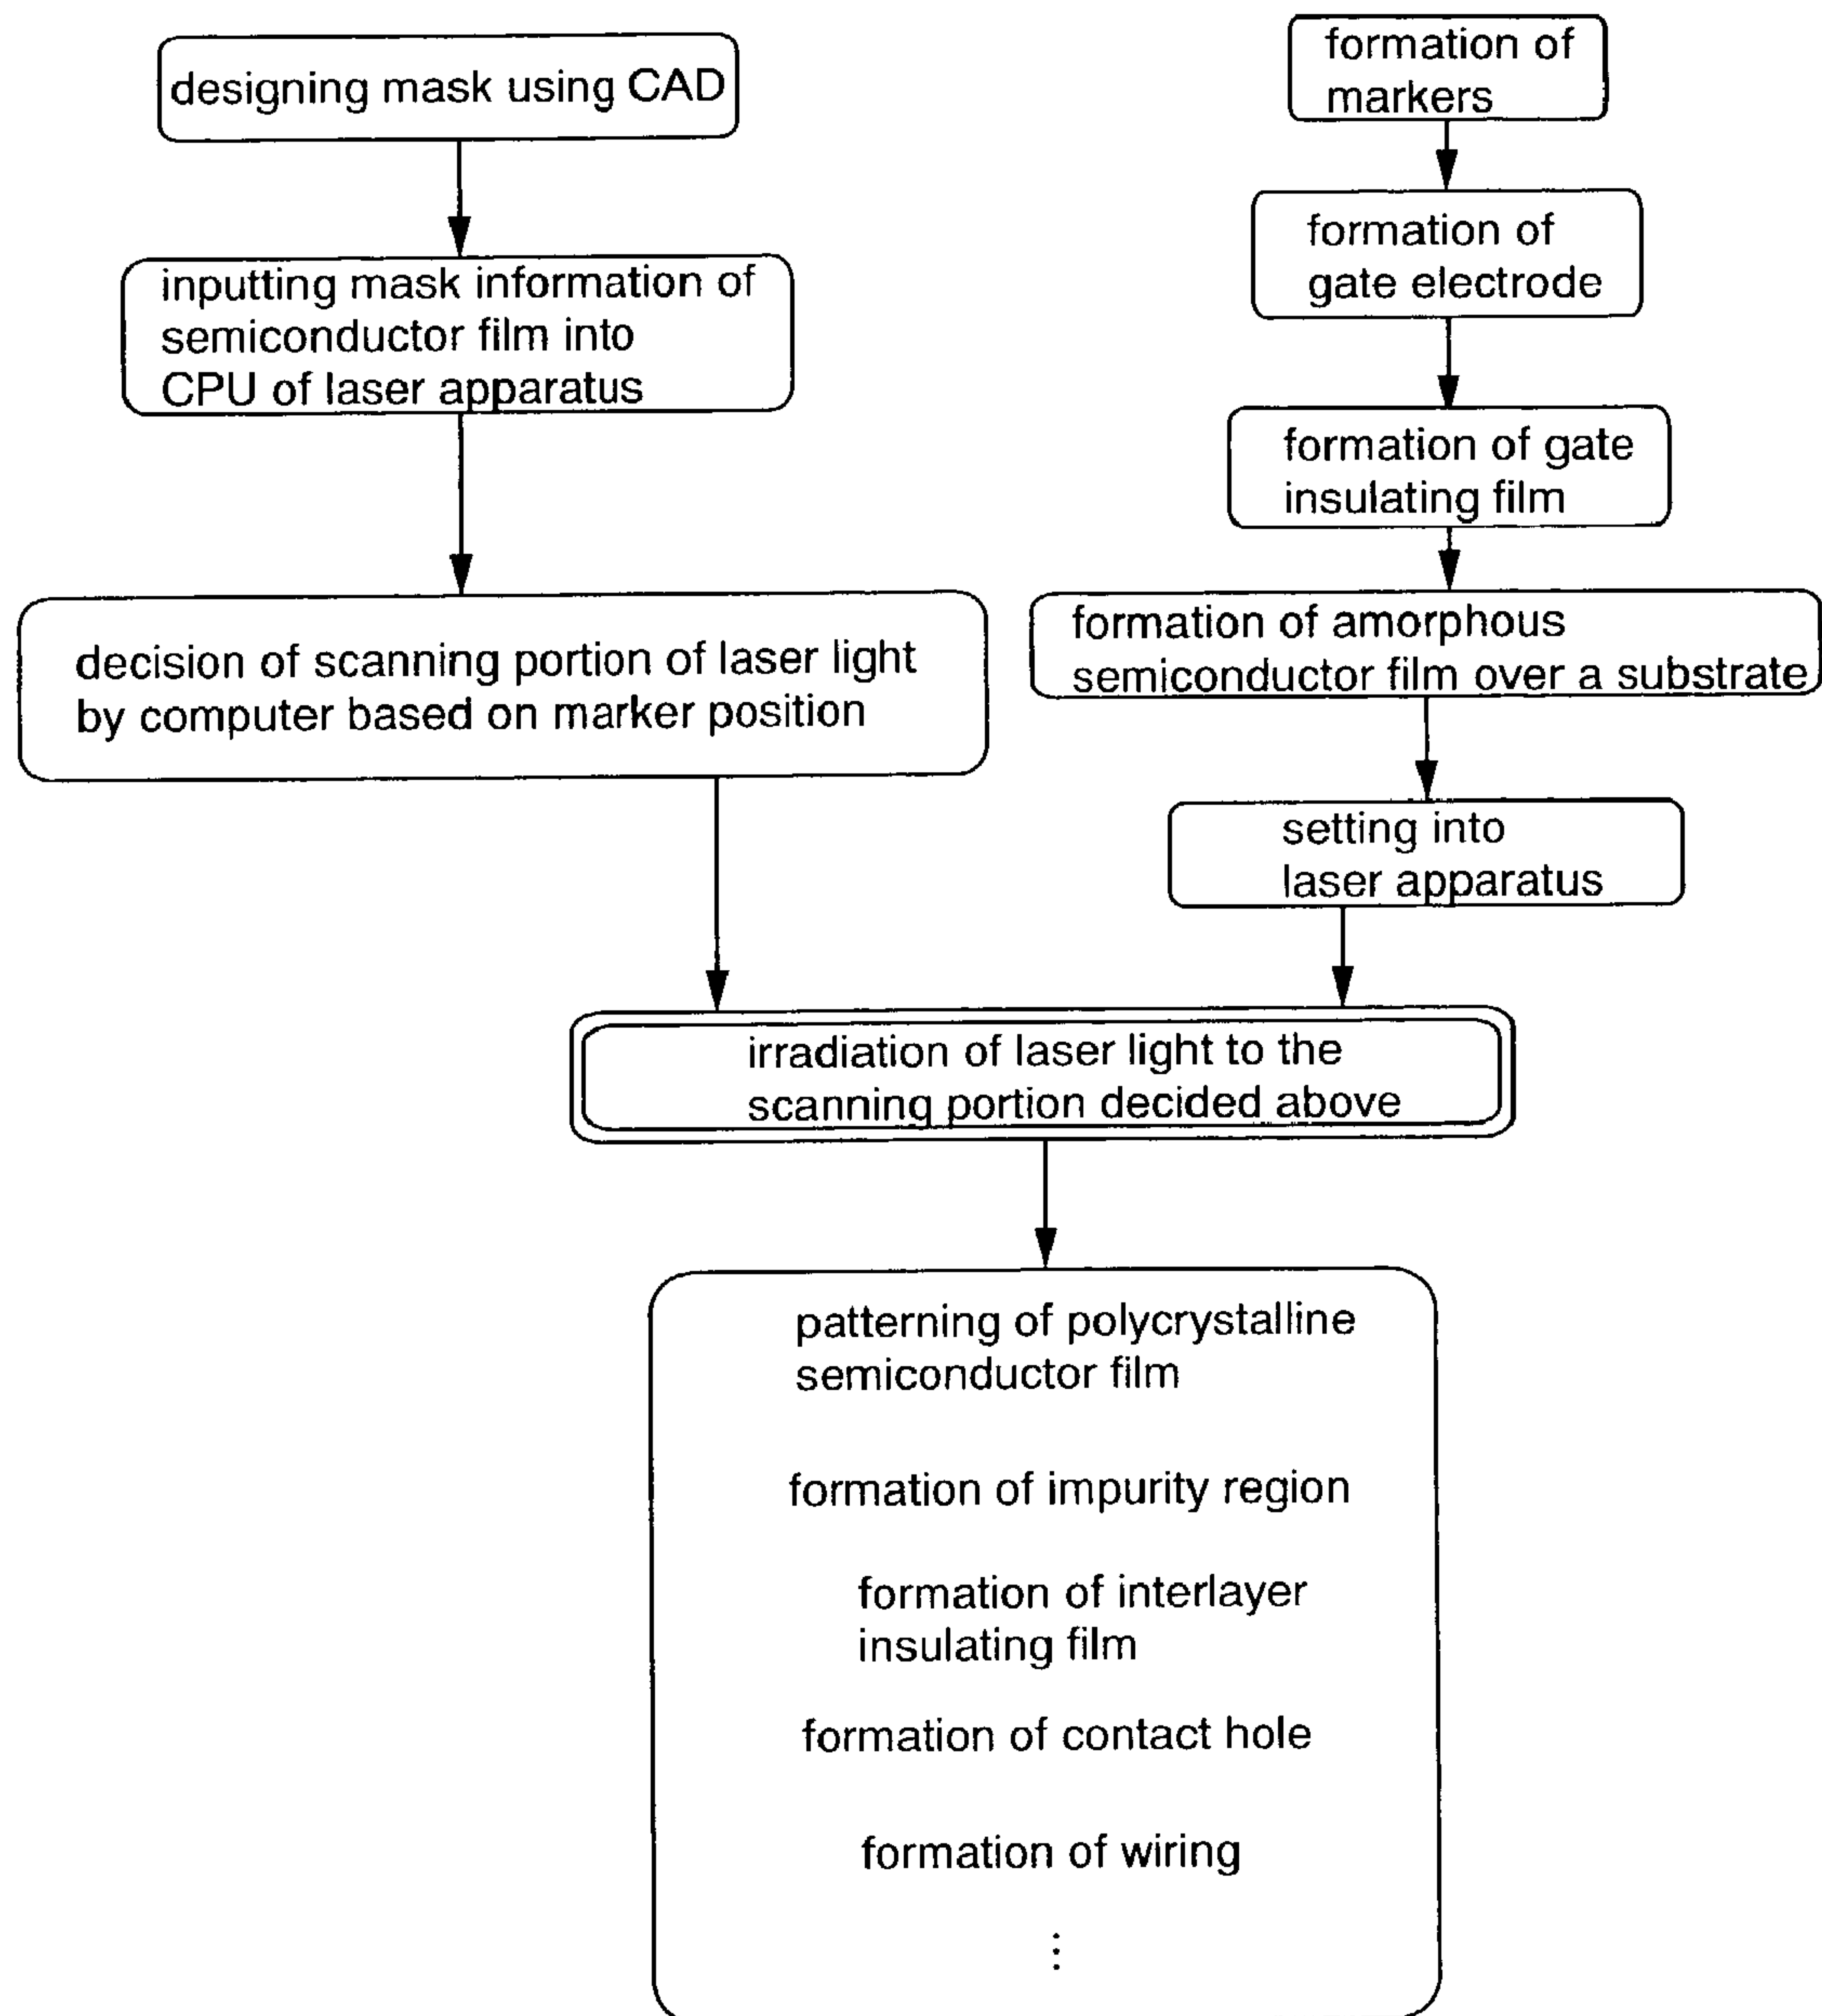 designing mask using CAD
inputting mask information of
semiconductor film into
CPU of laser apparatus
decision of scanning portion of laser light
by computer based on marker position
formation of
markers
formation of
gate electrode
formation of gate
insulating film
formation of amorphous
semiconductor film over a substrate
setting into
laser apparatus
irradiation of laser light to the
scanning portion decided above
patterning of polycrystalline
semiconductor film
formation of impurity region
formation of interlayer
insulating film
formation of contact hole
formation of wiring
⋮